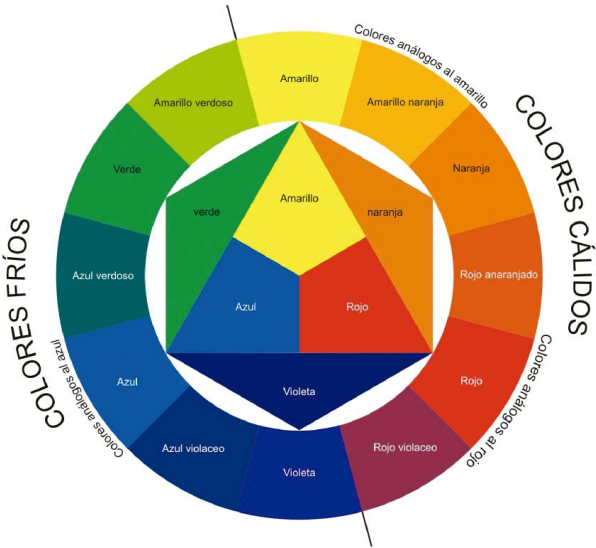 Colores análogos al amarillo
COLORES CÁLIDOS
COLORES FRÍOS
Amarillo
Amarillo verdoso
Amarillo naranja
Verde
Naranja
Amarillo
verde
naranja
Azul verdoso
Rojo anaranjado
Azul
Rojo
Azul
Rojo
Violeta
Azul violaceo
Rojo violaceo
Violeta
Colores análogos al azul
Colores análogos al rojo